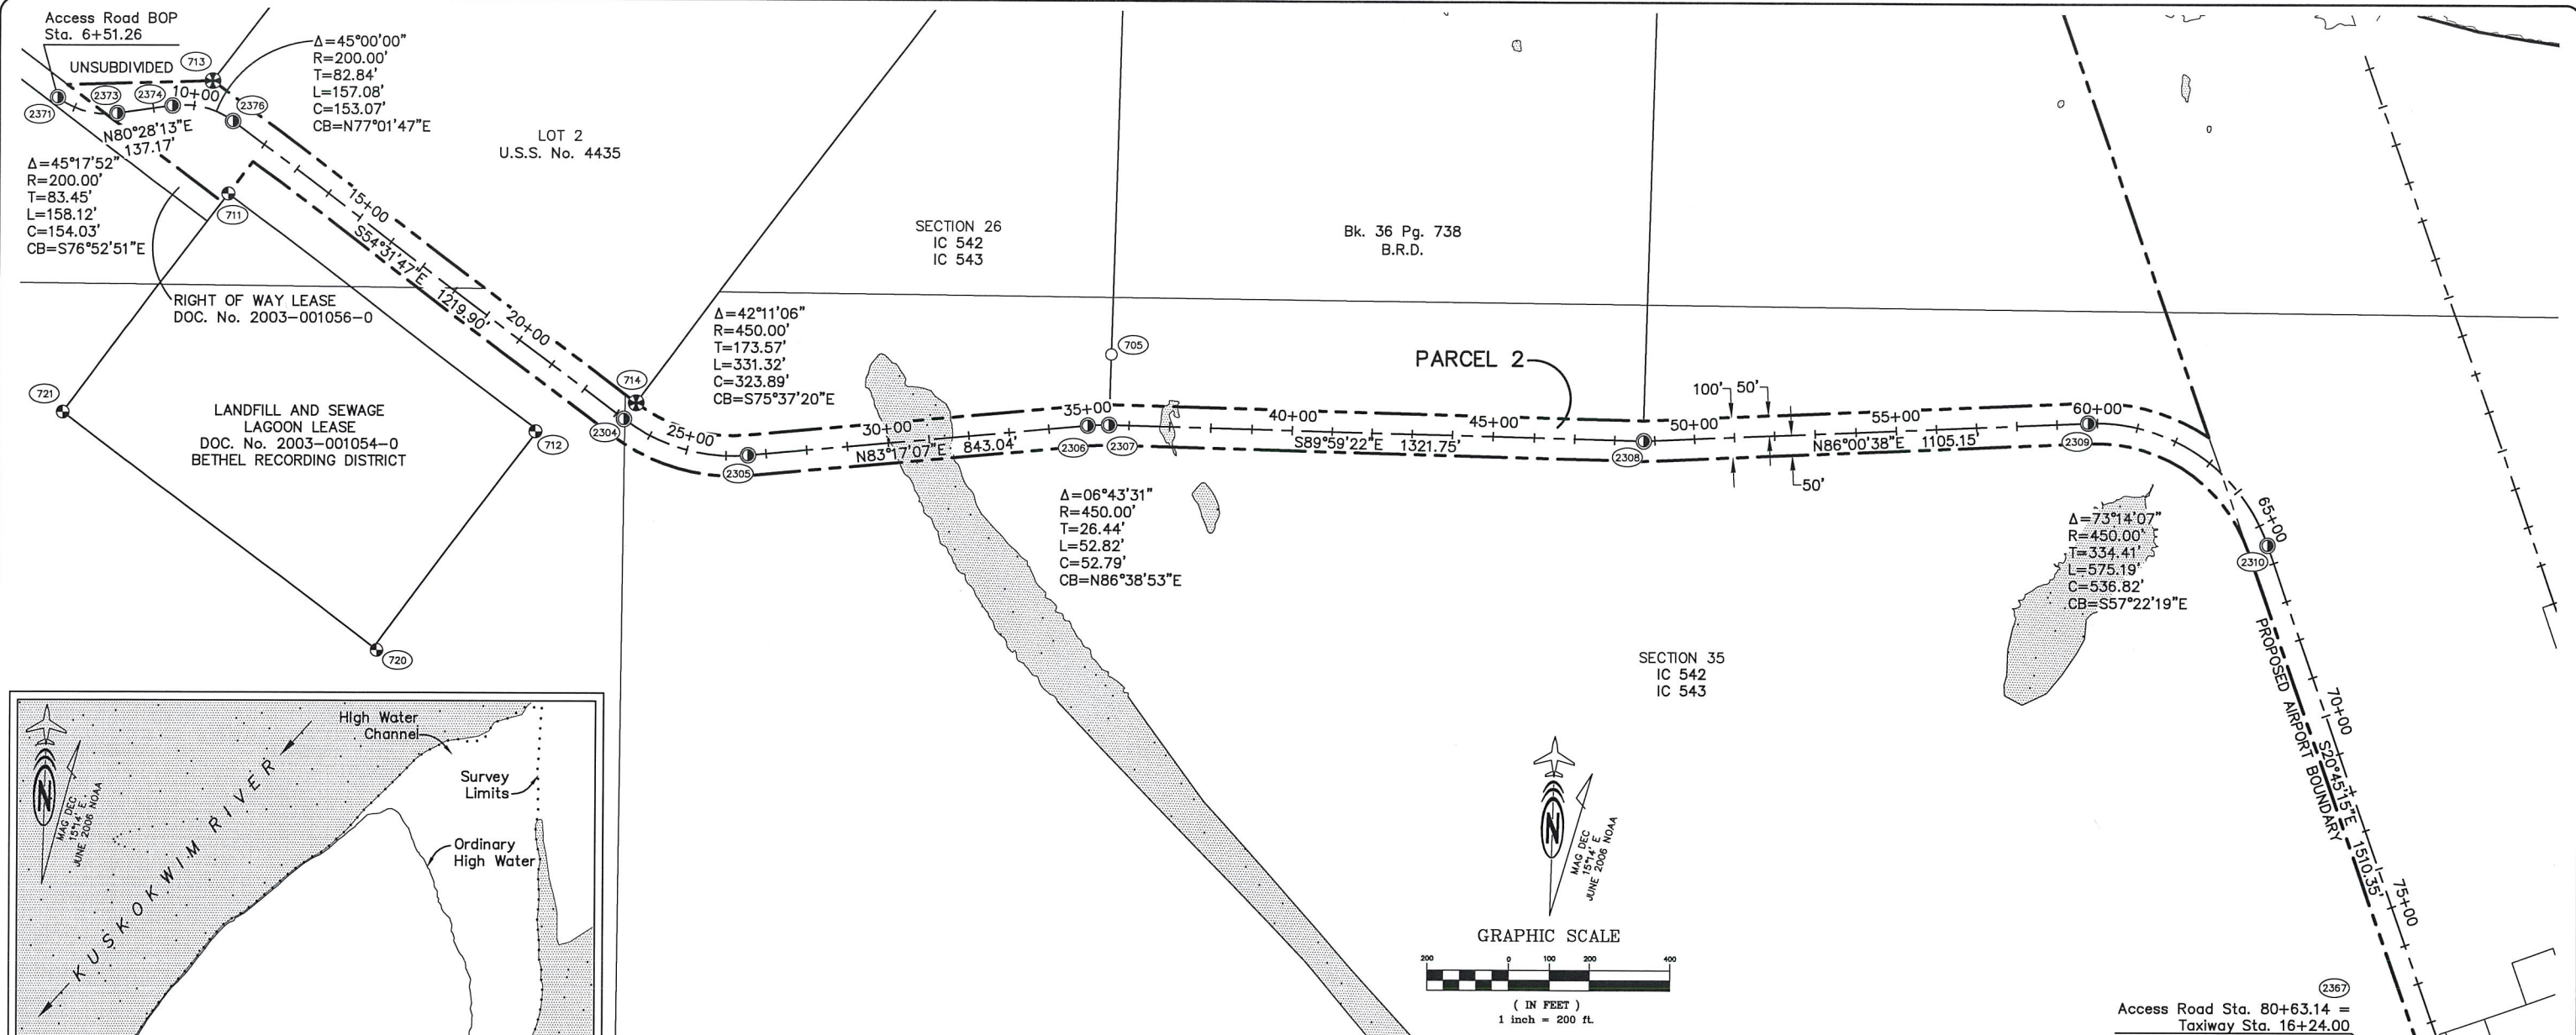 Access Road BOP
Sta. 6+51.26
UNSUBDIVIDED
713
2371
2373
2374
10+00
2376
N80°28'13"E
137.17'
Δ=45°00'00"
R=200.00'
T=82.84'
L=157.08'
C=153.07'
CB=N77°01'47"E
Δ=45°17'52"
R=200.00'
T=83.45'
L=158.12'
C=154.03'
CB=S76°52'51"E
711
15+00
S54°31'47"E
1219.90'
20+00
LOT 2
U.S.S. No. 4435
RIGHT OF WAY LEASE
DOC. No. 2003-001056-0
721
LANDFILL AND SEWAGE
LAGOON LEASE
DOC. No. 2003-001054-0
BETHEL RECORDING DISTRICT
712
720
714
2304
25+00
2305
Δ=42°11'06"
R=450.00'
T=173.57'
L=331.32'
C=323.89'
CB=S75°37'20"E
SECTION 26
IC 542
IC 543
Bk. 36 Pg. 738
B.R.D.
705
30+00
N83°17'07"E
843.04'
35+00
2306
2307
Δ=06°43'31"
R=450.00'
T=26.44'
L=52.82'
C=52.79'
CB=N86°38'53"E
PARCEL 2
40+00
S89°59'22"E
1321.75'
45+00
2308
50+00
100'
50'
50'
55+00
N86°00'38"E
1105.15'
60+00
2309
Δ=73°14'07"
R=450.00'
T=334.41'
L=575.19'
C=536.82'
CB=S57°22'19"E
65+00
2310
PROPOSED AIRPORT BOUNDARY
70+00
S20°45'15"E
1510.35'
75+00
SECTION 35
IC 542
IC 543
N
MAG DEC
15°14' E
JUNE 2006 NOAA
GRAPHIC SCALE
200
0
100
200
400
( IN FEET )
1 inch = 200 ft.
2367
Access Road Sta. 80+63.14 =
Taxiway Sta. 16+24.00
N
MAG DEC
15°14' E
JUNE 2006 NOAA
High Water
Channel
Survey
Limits
Ordinary
High Water
KUSKOKWIM RIVER